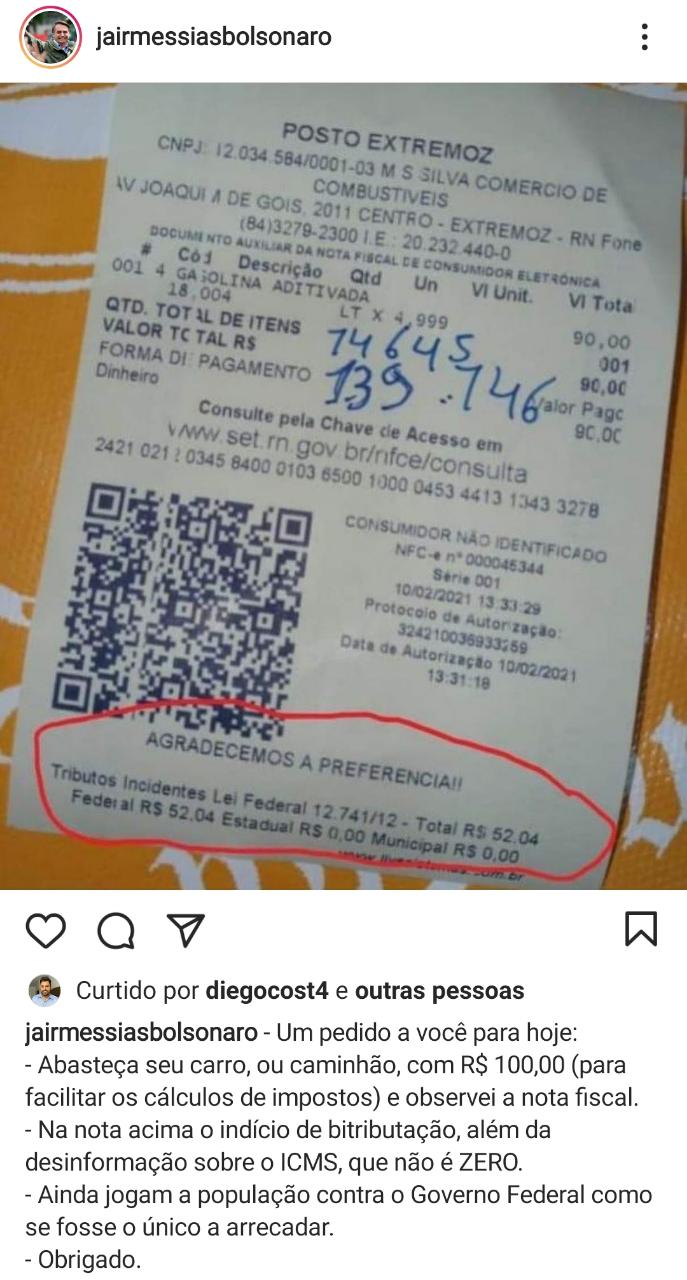 jairmessiasbolsonaro
POSTO EXTREMOZ
CNPJ: 12.034.584/0001-03 M S SILVA COMERCIO DE
COMBUSTIVEIS
AV JOAQUI M DE GOIS, 2011 CENTRO - EXTREMOZ - RN Fone
(84)3279-2300 I.E.: 20.232.440-0
DOCUMENTO AUXILIAR DA NOTA FISCAL DE CONSUMIDOR ELETRÔNICA
# Cód Descrição Qtd Un Vl Unit. Vl Total
001 4 GASOLINA ADITIVADA
18,004 LT X 4,999 90,00
QTD. TOTAL DE ITENS 001
VALOR TOTAL R$ 90,00
FORMA DE PAGAMENTO Valor Pago
Dinheiro 90,00
74645
139.746
Consulte pela Chave de Acesso em
www.set.rn.gov.br/nfce/consulta
2421 021 0345 8400 0103 6500 1000 0453 4413 1343 3278
CONSUMIDOR NÃO IDENTIFICADO
NFC-e nº 000045344
Série 001
10/02/2021 13:33:29
Protocolo de Autorização:
Data de Autorização 10/02/2021
13:31:18
AGRADECEMOS A PREFERENCIA!!
Tributos Incidentes Lei Federal 12.741/12 - Total R$ 52.04
Federal R$ 52.04 Estadual R$ 0,00 Municipal R$ 0,00
Curtido por diegocost4 e outras pessoas
jairmessiasbolsonaro - Um pedido a você para hoje:
- Abasteça seu carro, ou caminhão, com R$ 100,00 (para
facilitar os cálculos de impostos) e observei a nota fiscal.
- Na nota acima o indício de bitributação, além da
desinformação sobre o ICMS, que não é ZERO.
- Ainda jogam a população contra o Governo Federal como
se fosse o único a arrecadar.
- Obrigado.